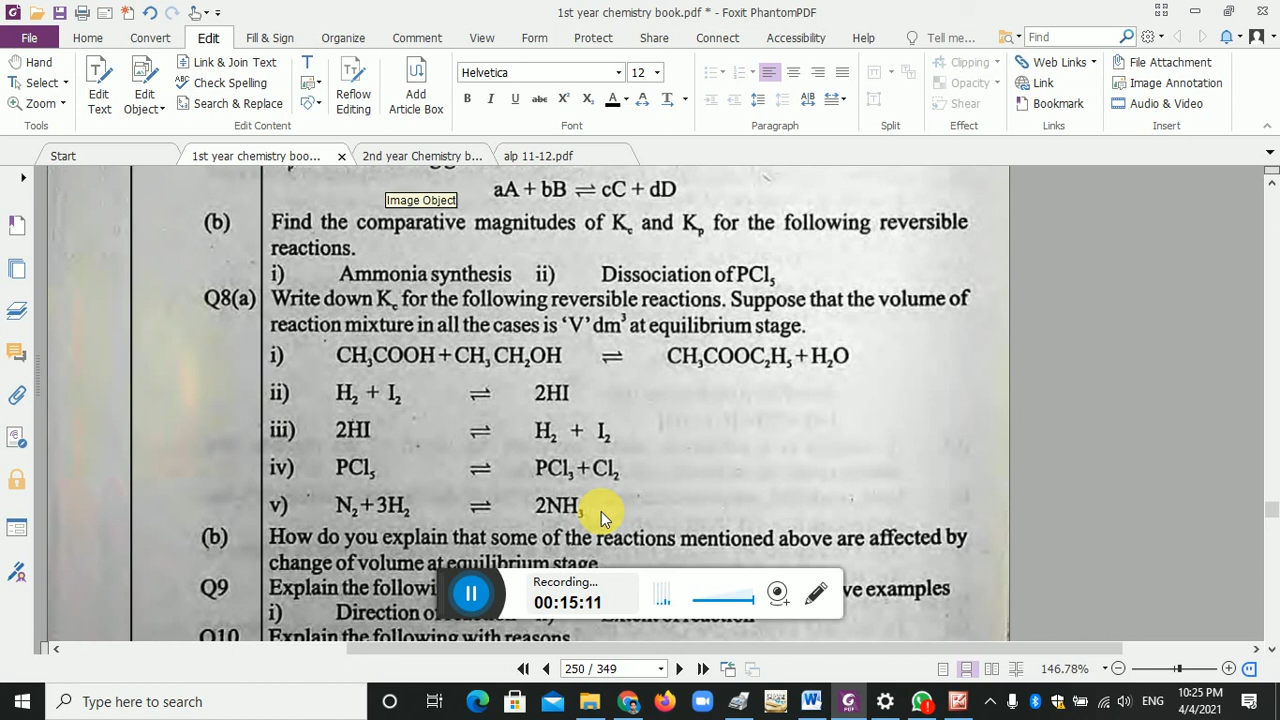 1st year chemistry book.pdf * - Foxit PhantomPDF
File Home Convert Edit Fill & Sign Organize Comment View Form Protect Share Connect Accessibility Help Tell me... Find
Hand
Select
Zoom
Tools
Edit Text
Edit Object
Link & Join Text
Check Spelling
Search & Replace
Edit Content
Reflow Editing
Add Article Box
Helvetica 12
B I U abc X² X₂ A A T
Font
Paragraph
Split
Clipping
Opacity
Shear
Effect
Web Links
Link
Bookmark
Links
File Attachment
Image Annotation
Audio & Video
Insert
Start 1st year chemistry boo... 2nd year Chemistry b... alp 11-12.pdf
aA + bB ⇌ cC + dD
Image Object
(b) Find the comparative magnitudes of Kc and Kp for the following reversible
reactions.
i) Ammonia synthesis ii) Dissociation of PCl₅
Q8(a) Write down Kc for the following reversible reactions. Suppose that the volume of
reaction mixture in all the cases is ‘V’ dm³ at equilibrium stage.
i) CH₃COOH + CH₃ CH₂OH ⇌ CH₃COOC₂H₅ + H₂O
ii) H₂ + I₂ ⇌ 2HI
iii) 2HI ⇌ H₂ + I₂
iv) PCl₅ ⇌ PCl₃ + Cl₂
v) N₂ + 3H₂ ⇌ 2NH₃
(b) How do you explain that some of the reactions mentioned above are affected by
change of volume at equilibrium stage.
Q9 Explain the following ve examples
i) Direction of
Q10 Explain the following with reasons
Recording...
00:15:11
250 / 349
146.78%
Type here to search
ENG
10:25 PM
4/4/2021